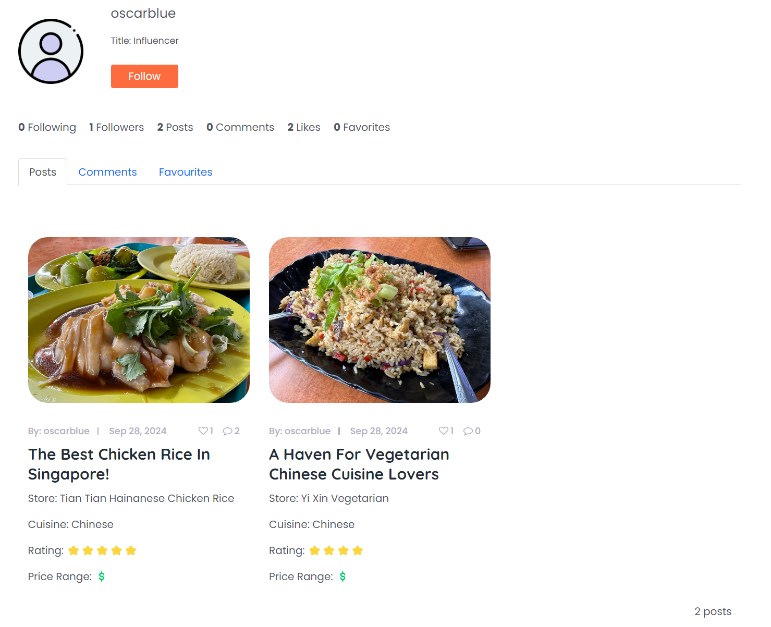 oscarblue
Title: Influencer
Follow
0 Following 1 Followers 2 Posts 0 Comments 2 Likes 0 Favorites
Posts Comments Favourites
By: oscarblue | Sep 28, 2024 1 2
The Best Chicken Rice In
Singapore!
Store: Tian Tian Hainanese Chicken Rice
Cuisine: Chinese
Rating:
Price Range: $
By: oscarblue | Sep 28, 2024 1 0
A Haven For Vegetarian
Chinese Cuisine Lovers
Store: Yi Xin Vegetarian
Cuisine: Chinese
Rating:
Price Range: $
2 posts